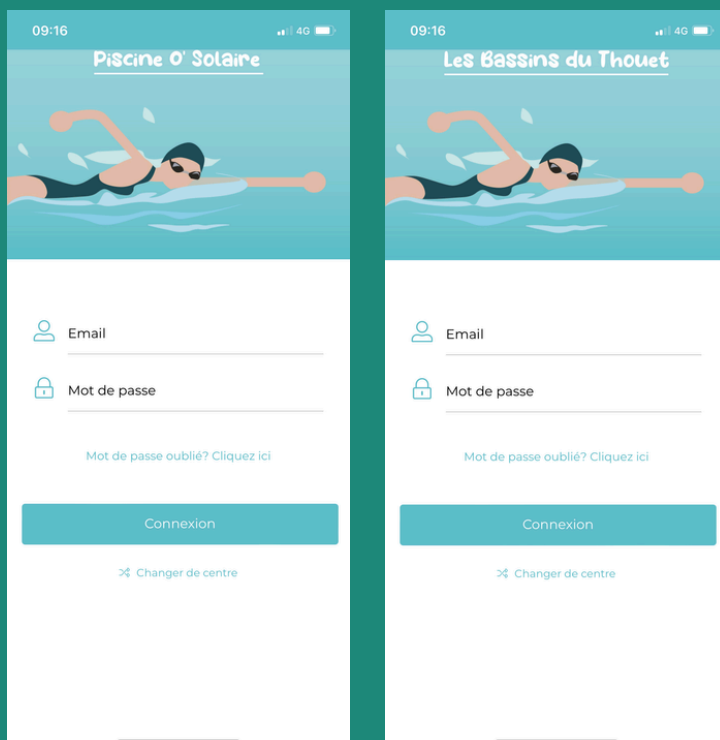 09:16
4G
Piscine O' Solaire
Email
Mot de passe
Mot de passe oublié? Cliquez ici
Connexion
Changer de centre
09:16
4G
Les Bassins du Thouet
Email
Mot de passe
Mot de passe oublié? Cliquez ici
Connexion
Changer de centre